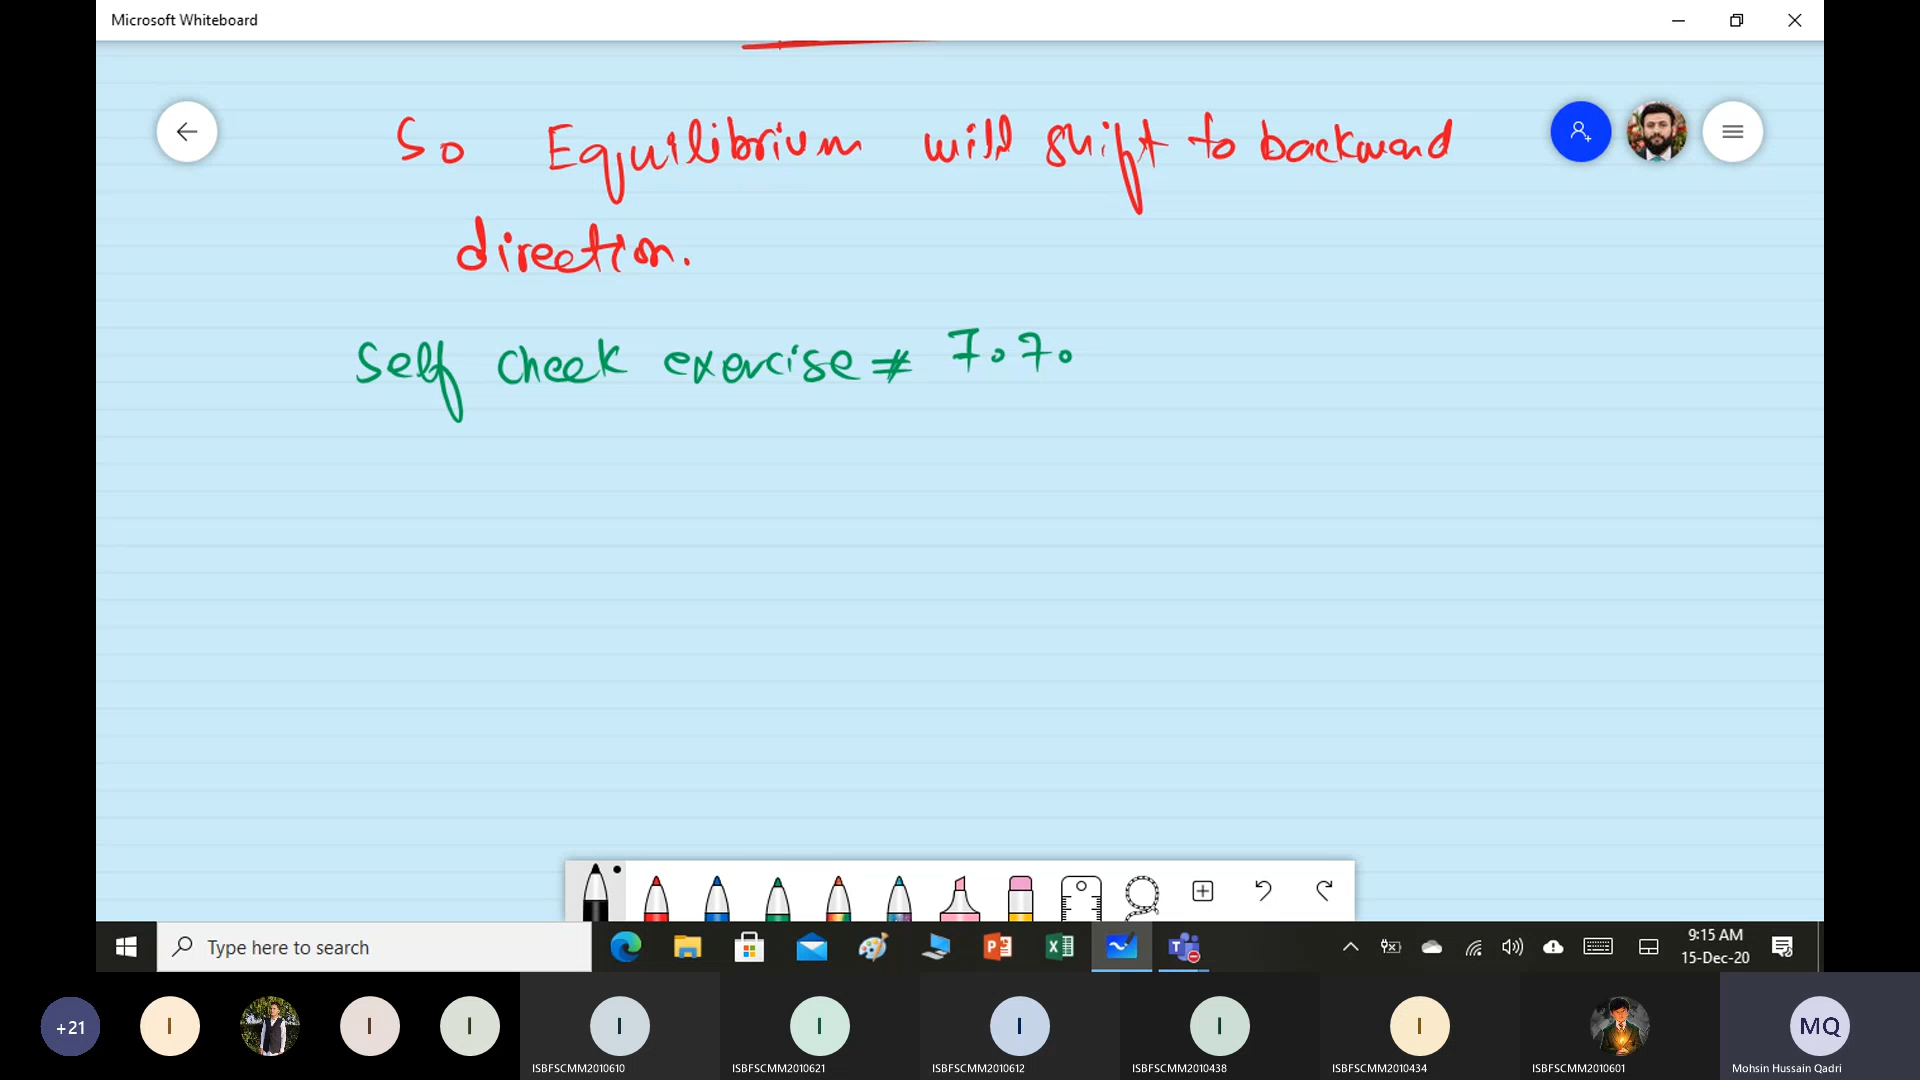 Microsoft Whiteboard
So Equilibrium will shift to backward
direction.
Self check exercise # 7.7.
Type here to search
9:15 AM
15-Dec-20
+21
I
I
I
I
I
I
I
I
MQ
ISBFSCMM2010610
ISBFSCMM2010621
ISBFSCMM2010612
ISBFSCMM2010438
ISBFSCMM2010434
ISBFSCMM2010601
Mohsin Hussain Qadri